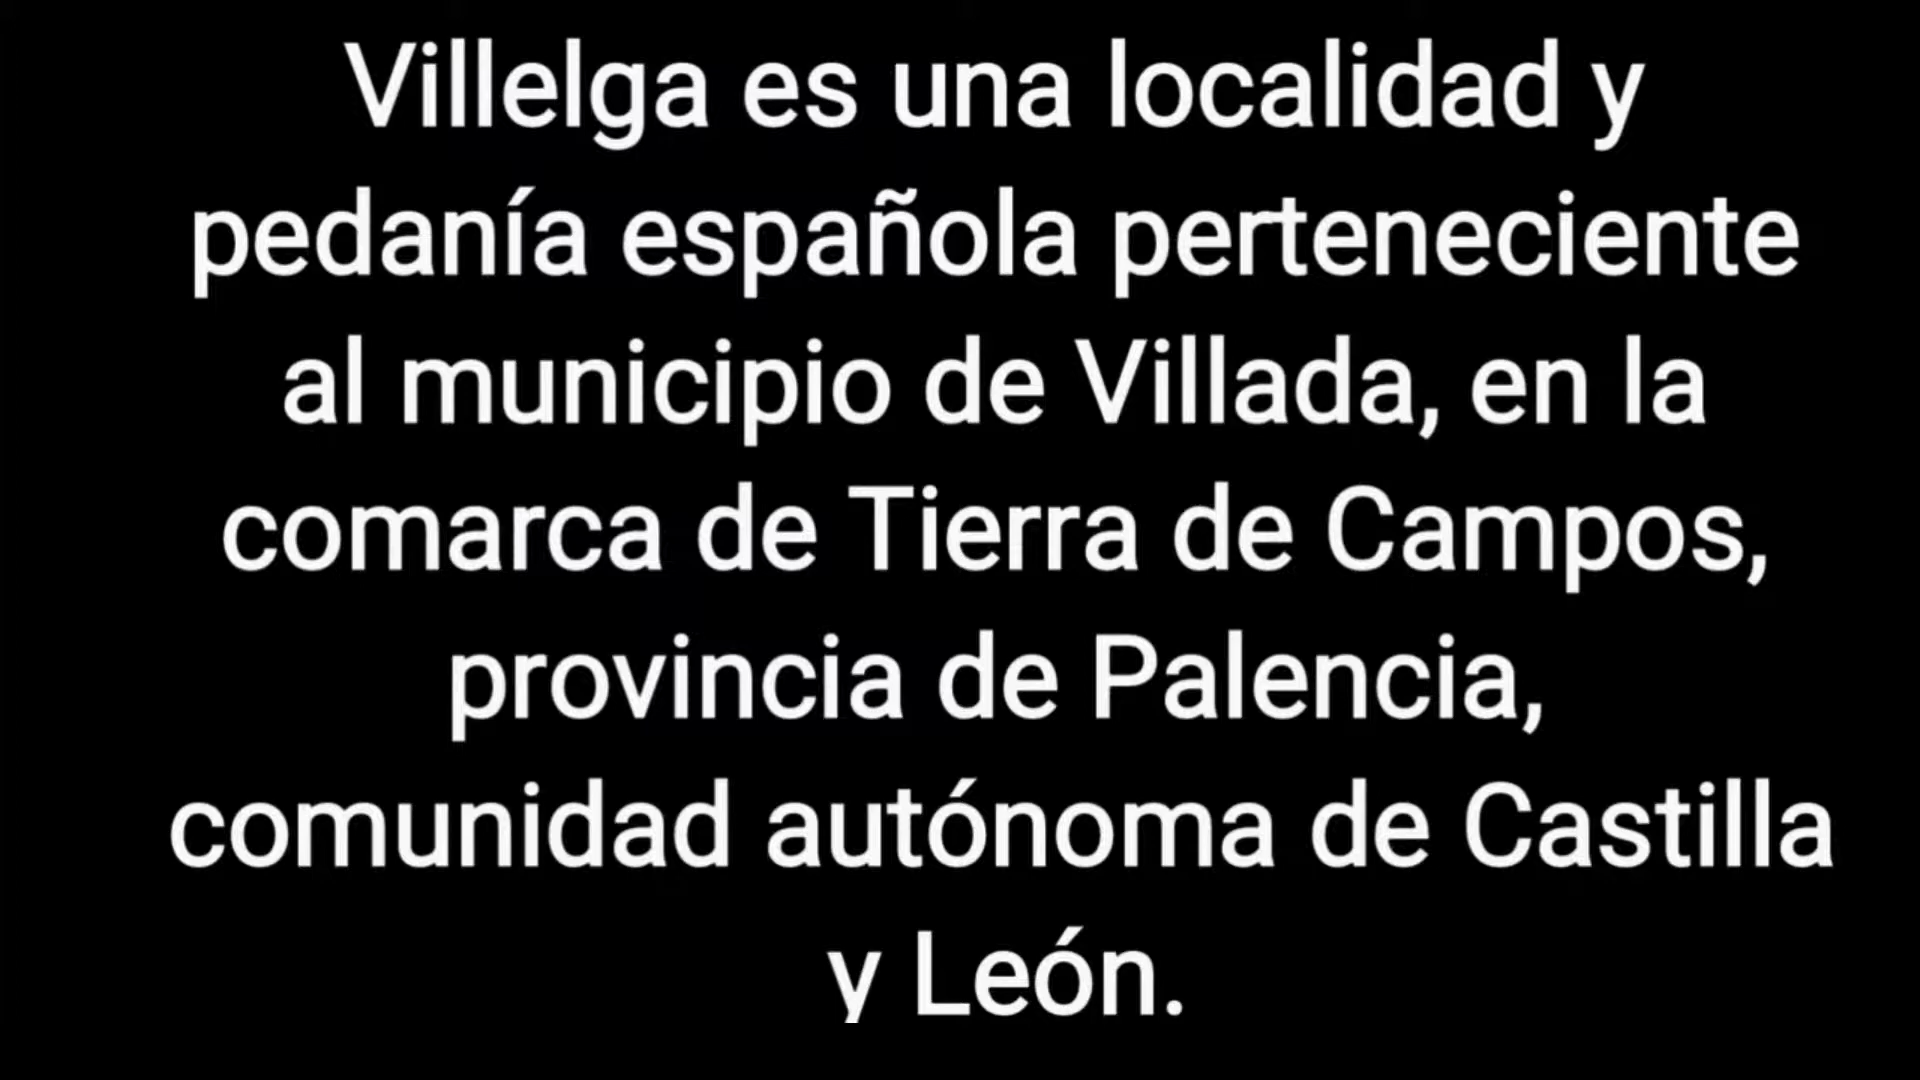 Villelga es una localidad y
pedanía española perteneciente
al municipio de Villada, en la
comarca de Tierra de Campos,
provincia de Palencia,
comunidad autónoma de Castilla
y León.